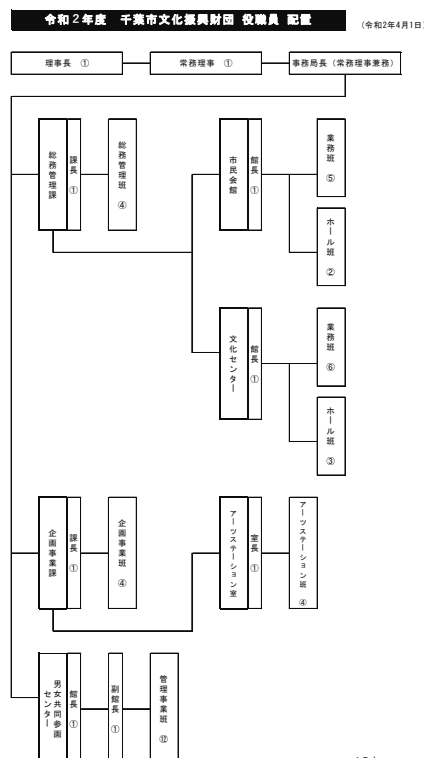 令和２年度　千葉市文化振興財団 役職員 配置
(令和2年4月1日)
理事長　①
常務理事　①
事務局長（常務理事兼務）
総務管理課
課長 ①
総務管理班 ④
市民会館
館長 ①
業務班 ⑤
ホール班 ②
文化センター
館長 ①
業務班 ⑥
ホール班 ③
企画事業課
課長 ①
企画事業班 ④
アーツステーション室
室長 ①
アーツステーション班 ④
男女共同参画
センター
館長 ①
副館長 ①
管理事業班 ⑫